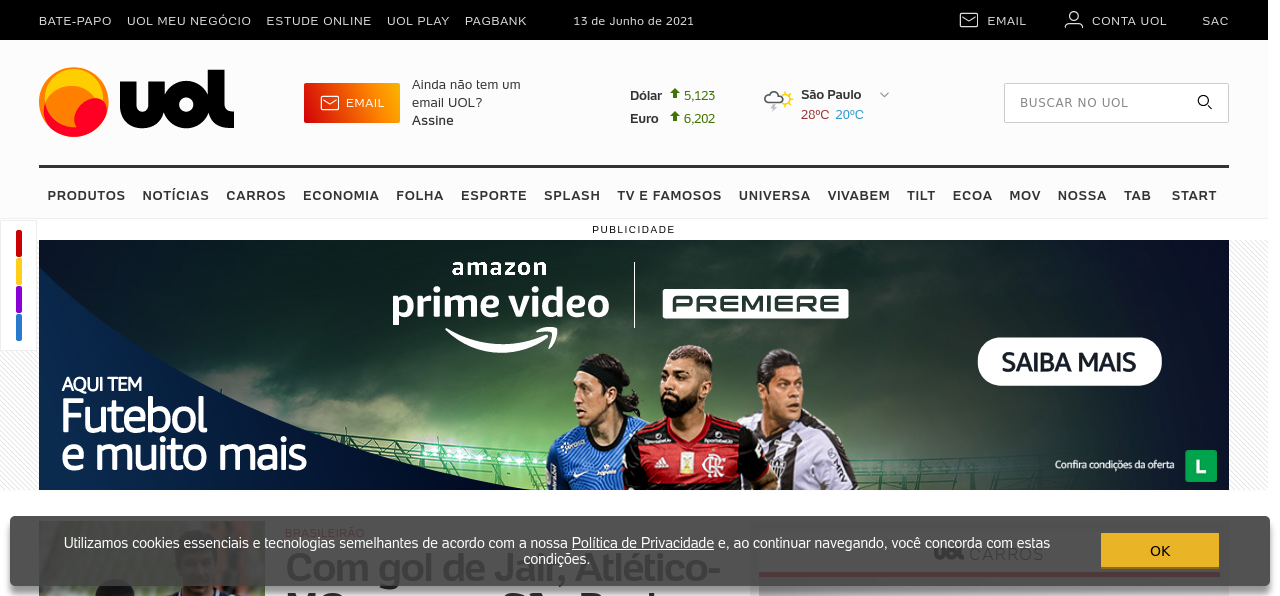 BATE-PAPO UOL MEU NEGÓCIO ESTUDE ONLINE UOL PLAY PAGBANK 13 de Junho de 2021 EMAIL CONTA UOL SAC
uol
EMAIL
Ainda não tem um
email UOL?
Assine
Dólar 5,123
Euro 6,202
São Paulo
28ºC 20ºC
BUSCAR NO UOL
PRODUTOS NOTÍCIAS CARROS ECONOMIA FOLHA ESPORTE SPLASH TV E FAMOSOS UNIVERSA VIVABEM TILT ECOA MOV NOSSA TAB START
PUBLICIDADE
amazon
prime video
PREMIERE
SAIBA MAIS
AQUI TEM
Futebol
e muito mais
Confira condições da oferta L
BRASILEIRÃO
Com gol de Jair, Atlético-
UOL CARROS
Utilizamos cookies essenciais e tecnologias semelhantes de acordo com a nossa Política de Privacidade e, ao continuar navegando, você concorda com estas
condições.
OK